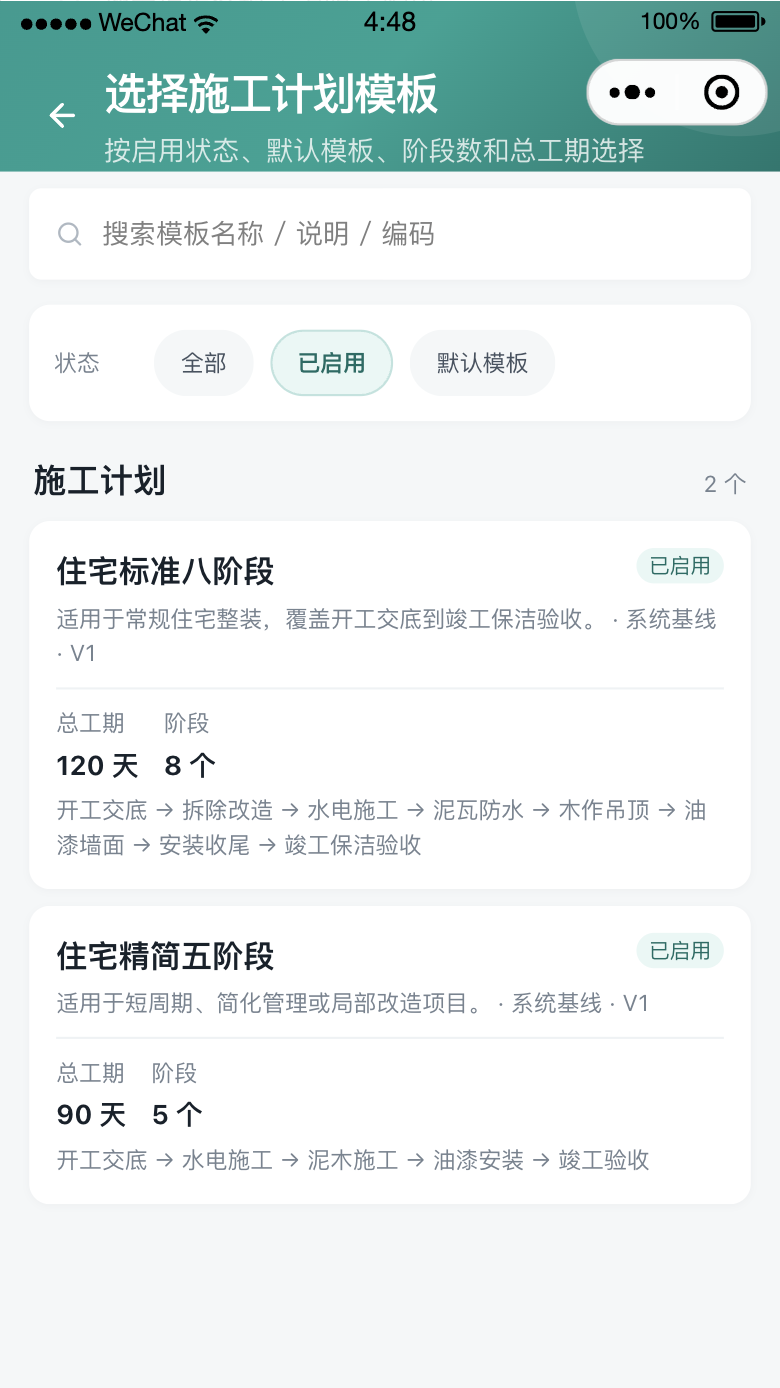 WeChat 4:48 100%
选择施工计划模板
按启用状态、默认模板、阶段数和总工期选择
搜索模板名称 / 说明 / 编码
状态 全部 已启用 默认模板
施工计划 2 个
住宅标准八阶段 已启用
适用于常规住宅整装，覆盖开工交底到竣工保洁验收。 · 系统基线
· V1
总工期 阶段
120 天 8 个
开工交底 → 拆除改造 → 水电施工 → 泥瓦防水 → 木作吊顶 → 油
漆墙面 → 安装收尾 → 竣工保洁验收
住宅精简五阶段 已启用
适用于短周期、简化管理或局部改造项目。 · 系统基线 · V1
总工期 阶段
90 天 5 个
开工交底 → 水电施工 → 泥木施工 → 油漆安装 → 竣工验收